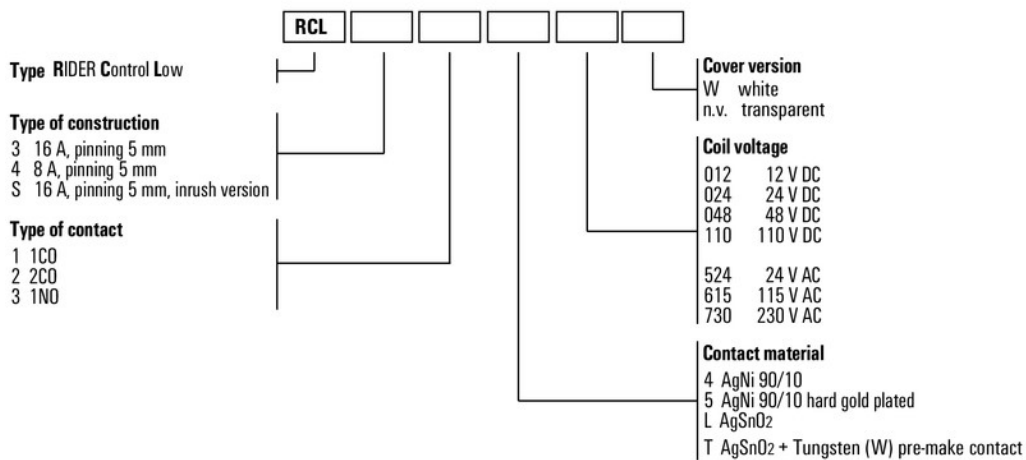 RCL
Type RIDER Control Low
Type of construction
3 16 A, pinning 5 mm
4 8 A, pinning 5 mm
S 16 A, pinning 5 mm, inrush version
Type of contact
1 1CO
2 2CO
3 1NO
Cover version
W white
n.v. transparent
Coil voltage
012 12 V DC
024 24 V DC
048 48 V DC
110 110 V DC
524 24 V AC
615 115 V AC
730 230 V AC
Contact material
4 AgNi 90/10
5 AgNi 90/10 hard gold plated
L AgSnO2
T AgSnO2 + Tungsten (W) pre-make contact